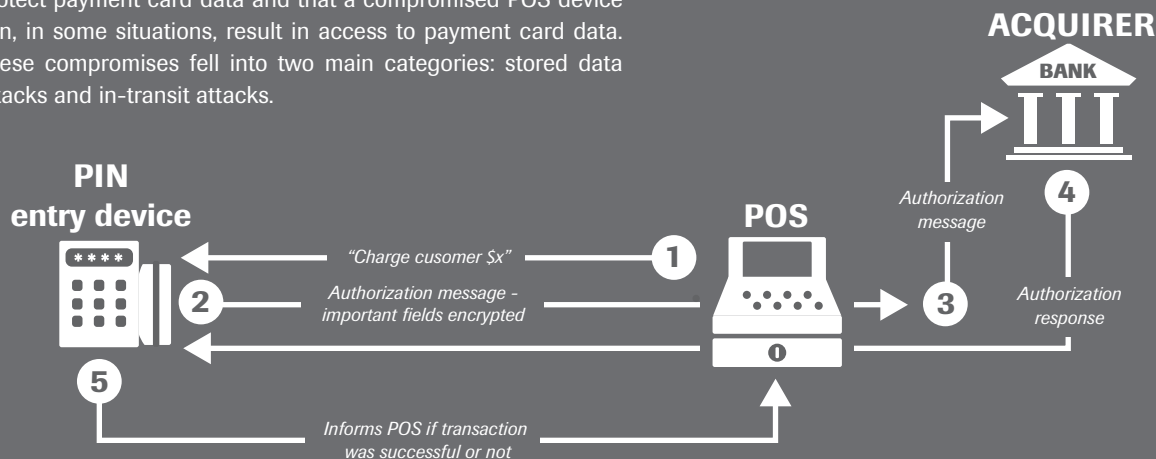 payment card data and that a compromised POS device
in some situations, result in access to payment card data.
compromises fell into two main categories: stored data
and in-transit attacks.
ACQUIRER
BANK
PIN
entry device
****
POS
"Charge cusomer $x"
1
2
Authorization message -
important fields encrypted
Authorization
message
3
4
Authorization
response
5
Informs POS if transaction
was successful or not